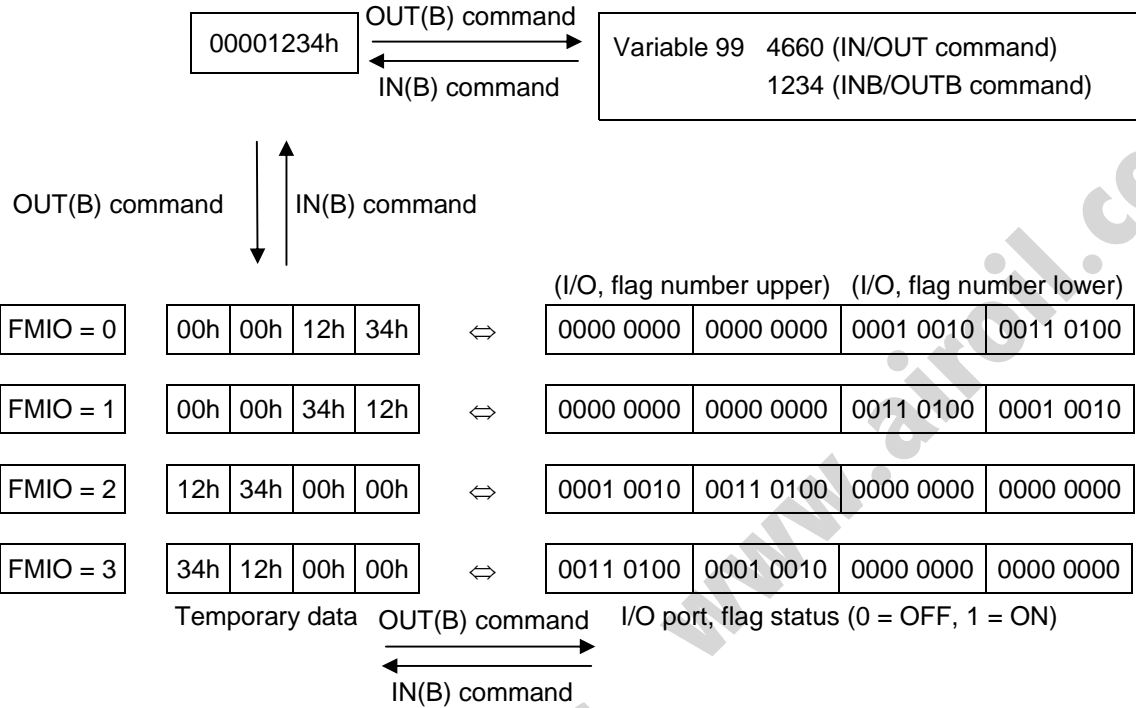 OUT(B) command
00001234h
Variable 99 4660 (IN/OUT command)
1234 (INB/OUTB command)
IN(B) command
OUT(B) command IN(B) command
(I/O, flag number upper) (I/O, flag number lower)
FMIO = 0 00h 00h 12h 34h ⇔ 0000 0000 0000 0000 0001 0010 0011 0100
FMIO = 1 00h 00h 34h 12h ⇔ 0000 0000 0000 0000 0011 0100 0001 0010
FMIO = 2 12h 34h 00h 00h ⇔ 0001 0010 0011 0100 0000 0000 0000 0000
FMIO = 3 34h 12h 00h 00h ⇔ 0011 0100 0001 0010 0000 0000 0000 0000
Temporary data OUT(B) command I/O port, flag status (0 = OFF, 1 = ON)
IN(B) command
www.airoil.co